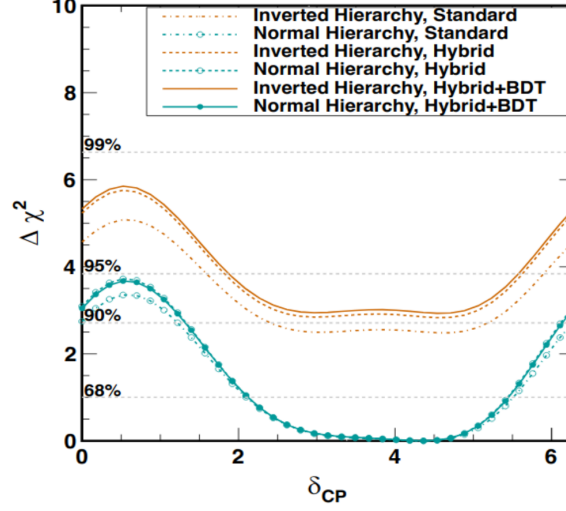 10
8
6
4
2
0
Δ χ²
Inverted Hierarchy, Standard
Normal Hierarchy, Standard
Inverted Hierarchy, Hybrid
Normal Hierarchy, Hybrid
Inverted Hierarchy, Hybrid+BDT
Normal Hierarchy, Hybrid+BDT
99%
95%
90%
68%
0
2
4
6
δCP